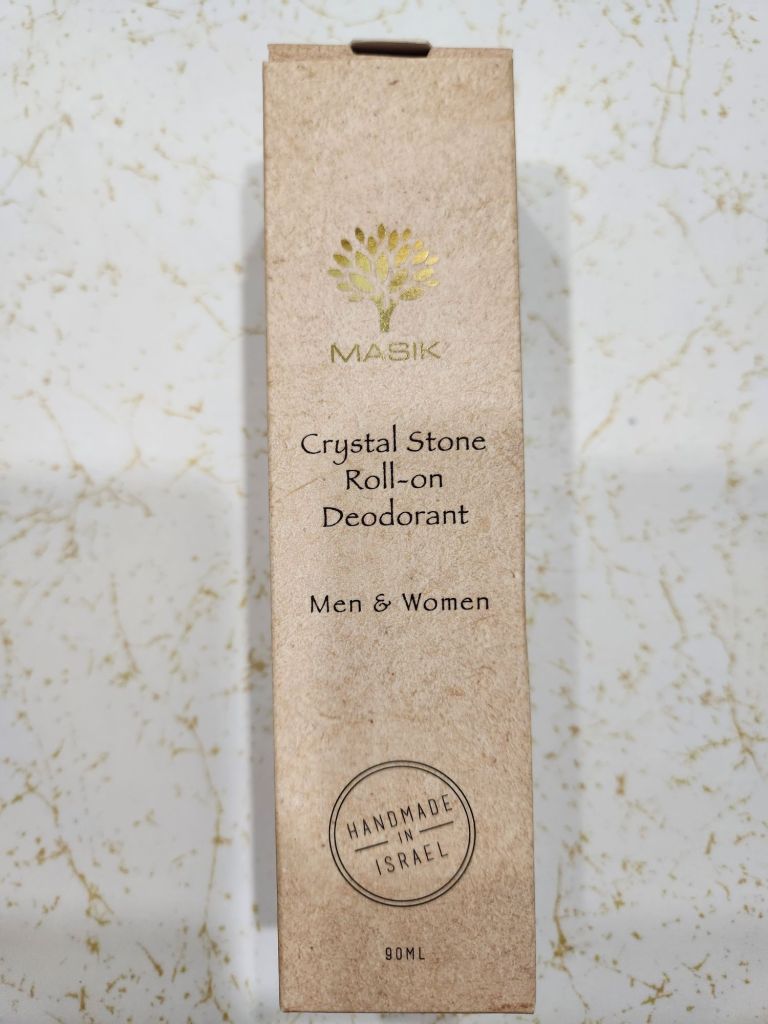 MASIK
Crystal Stone
Roll-on
Deodorant
Men & Women
HANDMADE
IN
ISRAEL
90ML